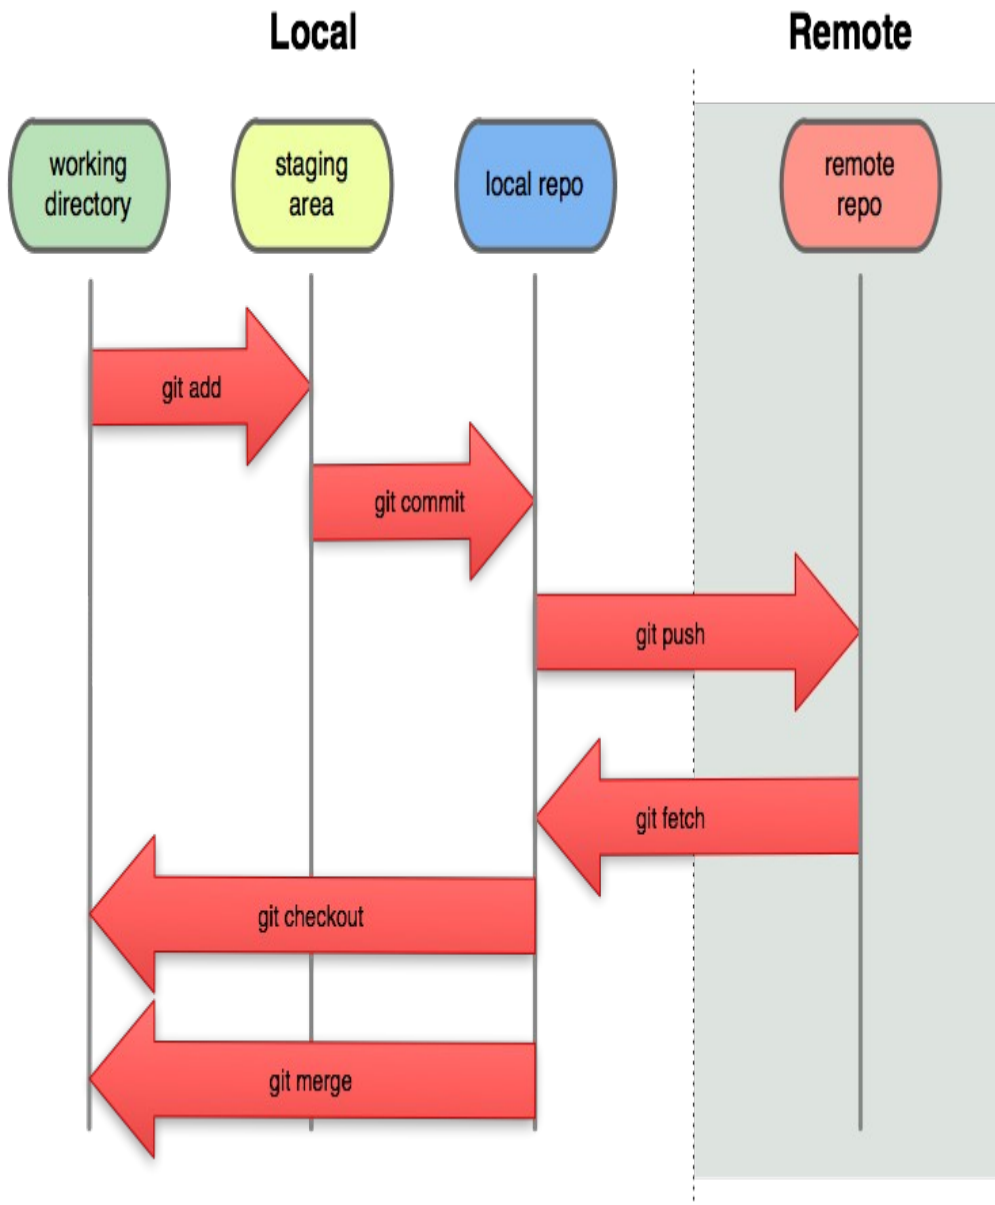 Local
Remote
working
directory
staging
area
local repo
remote
repo
git add
git commit
git push
git fetch
git checkout
git merge